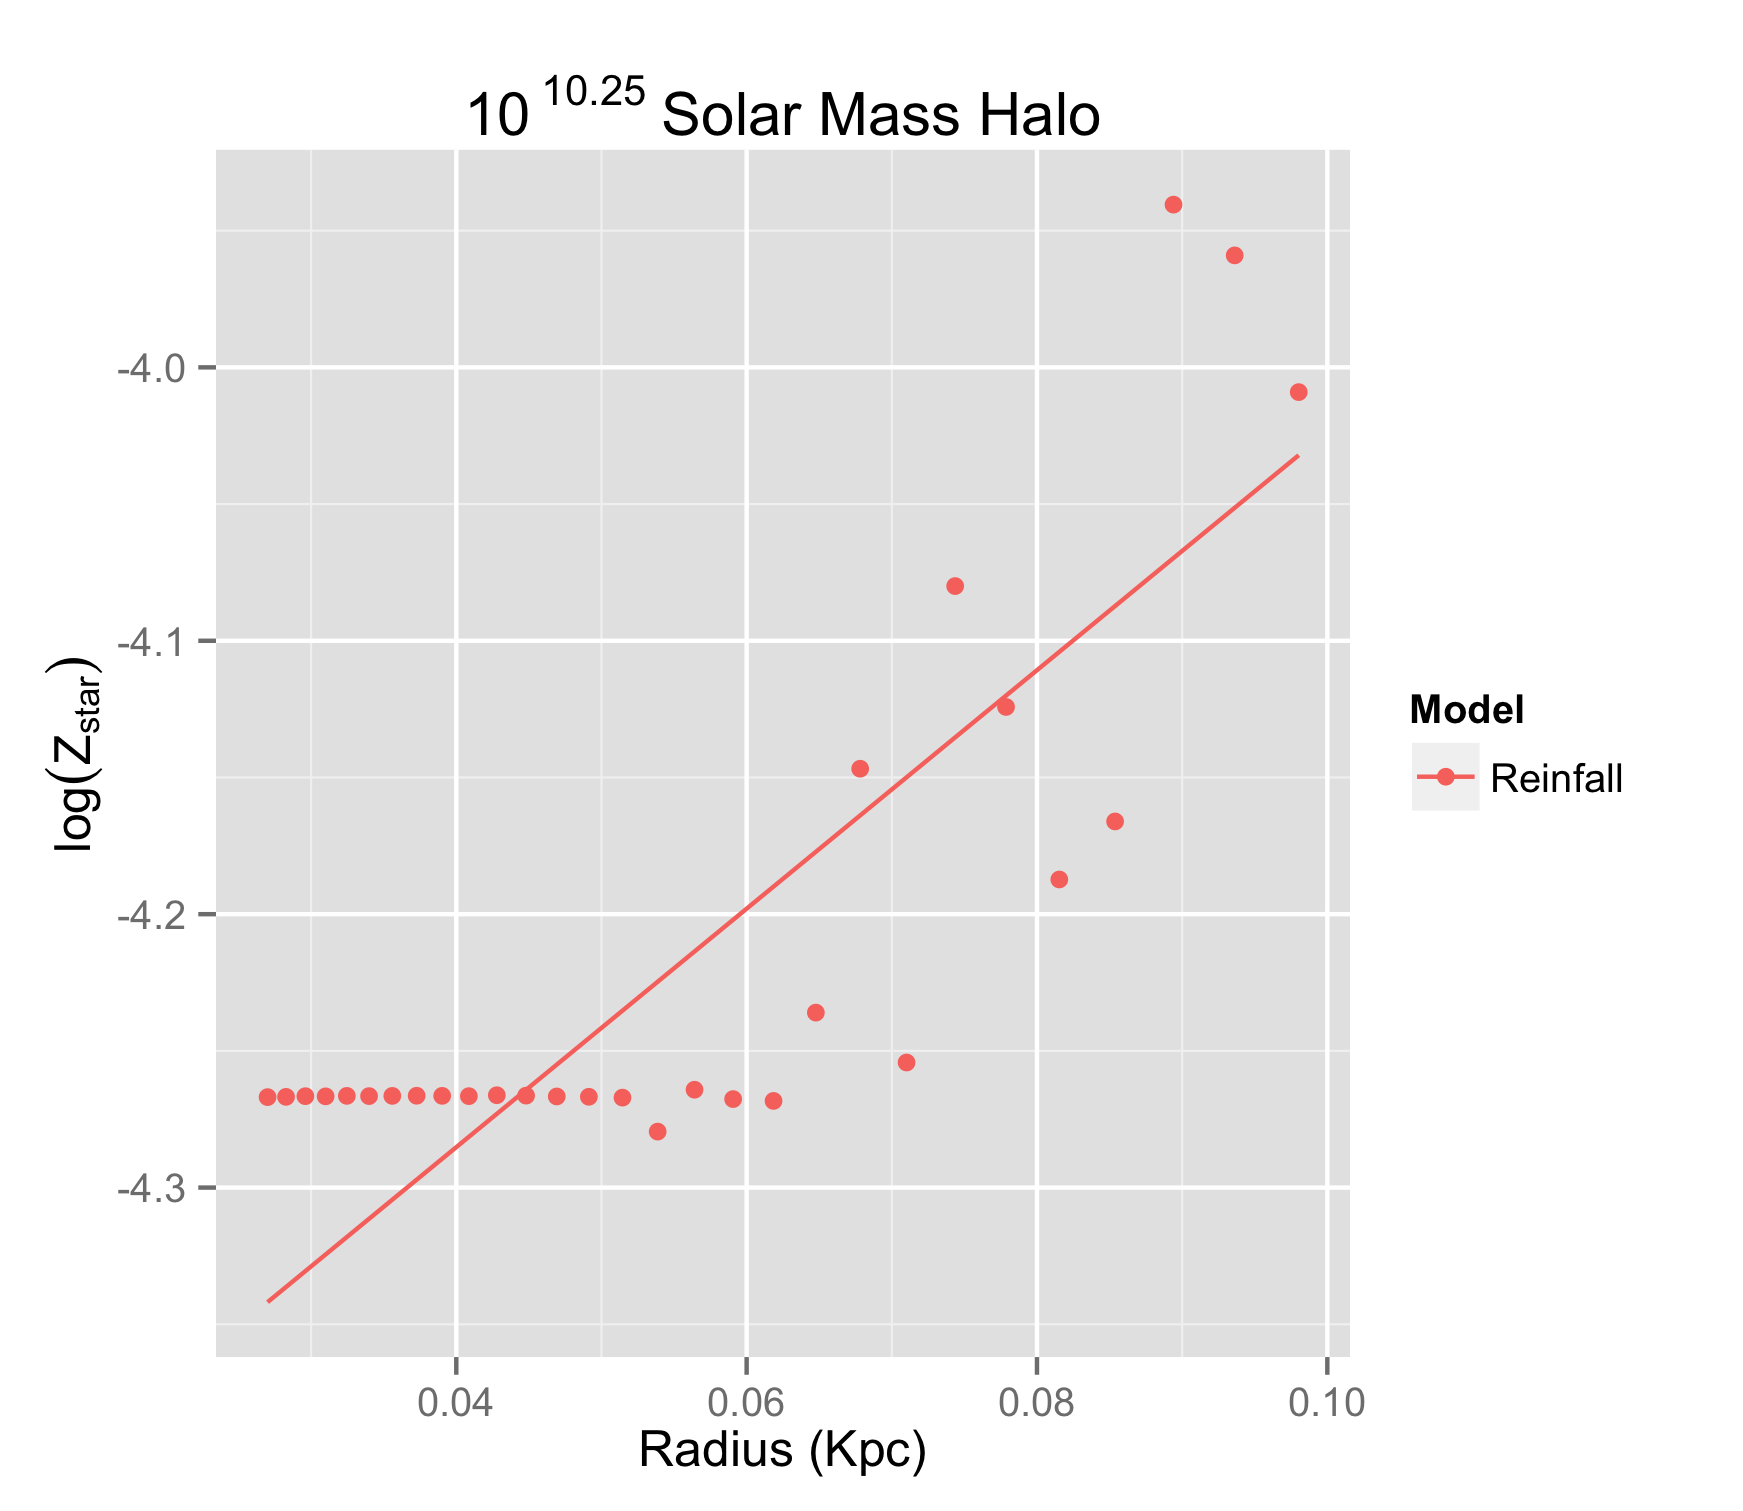 10 10.25 Solar Mass Halo
log(Zstar)
-4.0
-4.1
-4.2
-4.3
0.04 0.06 0.08 0.10
Radius (Kpc)
Model
Reinfall